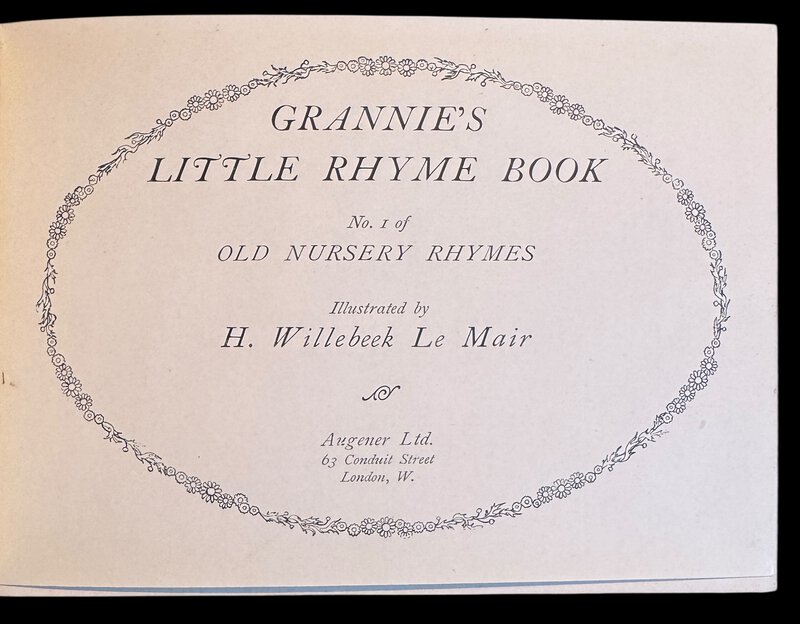 GRANNIE'S
LITTLE RHYME BOOK
No. 1 of
OLD NURSERY RHYMES
Illustrated by
H. Willebeek Le Mair
Augener Ltd.
63 Conduit Street
London, W.